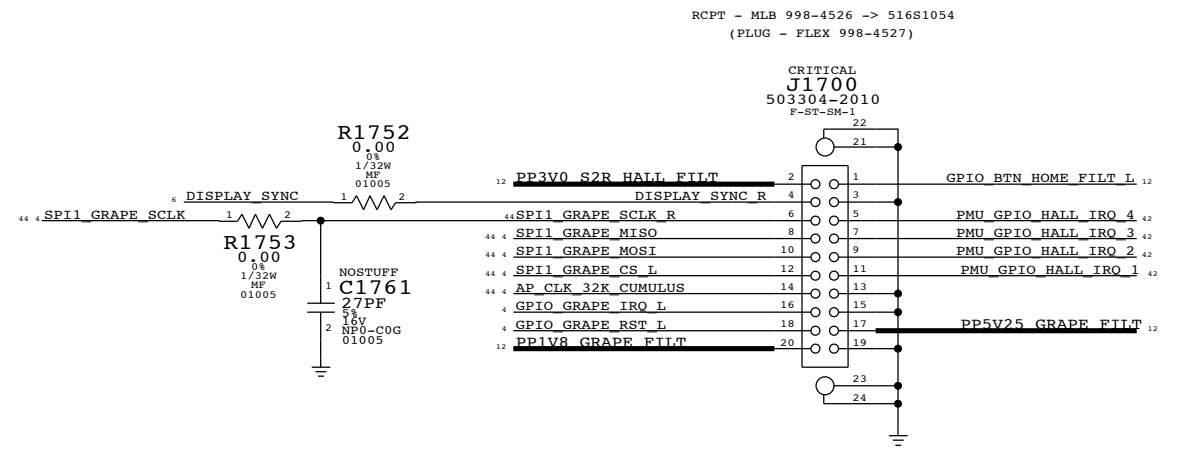 RCPT - MLB 998-4526 -> 516S1054
(PLUG - FLEX 998-4527)
CRITICAL
J1700
503304-2010
F-ST-SM-1
22
21
R1752
0.00
0%
1/32W
MF
01005
12 PP3V0_S2R_HALL_FILT 2 1 GPIO_BTN_HOME_FILT_L 12
6 DISPLAY_SYNC 1 2 DISPLAY_SYNC_R 4 3
44 4 SPI1_GRAPE_SCLK 1 2 44 SPI1_GRAPE_SCLK_R 6 5 PMU_GPIO_HALL_IRQ_4 42
R1753
0.00
0%
1/32W
MF
01005
44 4 SPI1_GRAPE_MISO 8 7 PMU_GPIO_HALL_IRQ_3 42
44 4 SPI1_GRAPE_MOSI 10 9 PMU_GPIO_HALL_IRQ_2 42
44 4 SPI1_GRAPE_CS_L 12 11 PMU_GPIO_HALL_IRQ_1 42
44 4 AP_CLK_32K_CUMULUS 14 13
4 GPIO_GRAPE_IRQ_L 16 15
4 GPIO_GRAPE_RST_L 18 17 PP5V25_GRAPE_FILT 12
12 PP1V8_GRAPE_FILT 20 19
NOSTUFF
1 C1761
27PF
5%
16V
2 NP0-C0G
01005
23
24